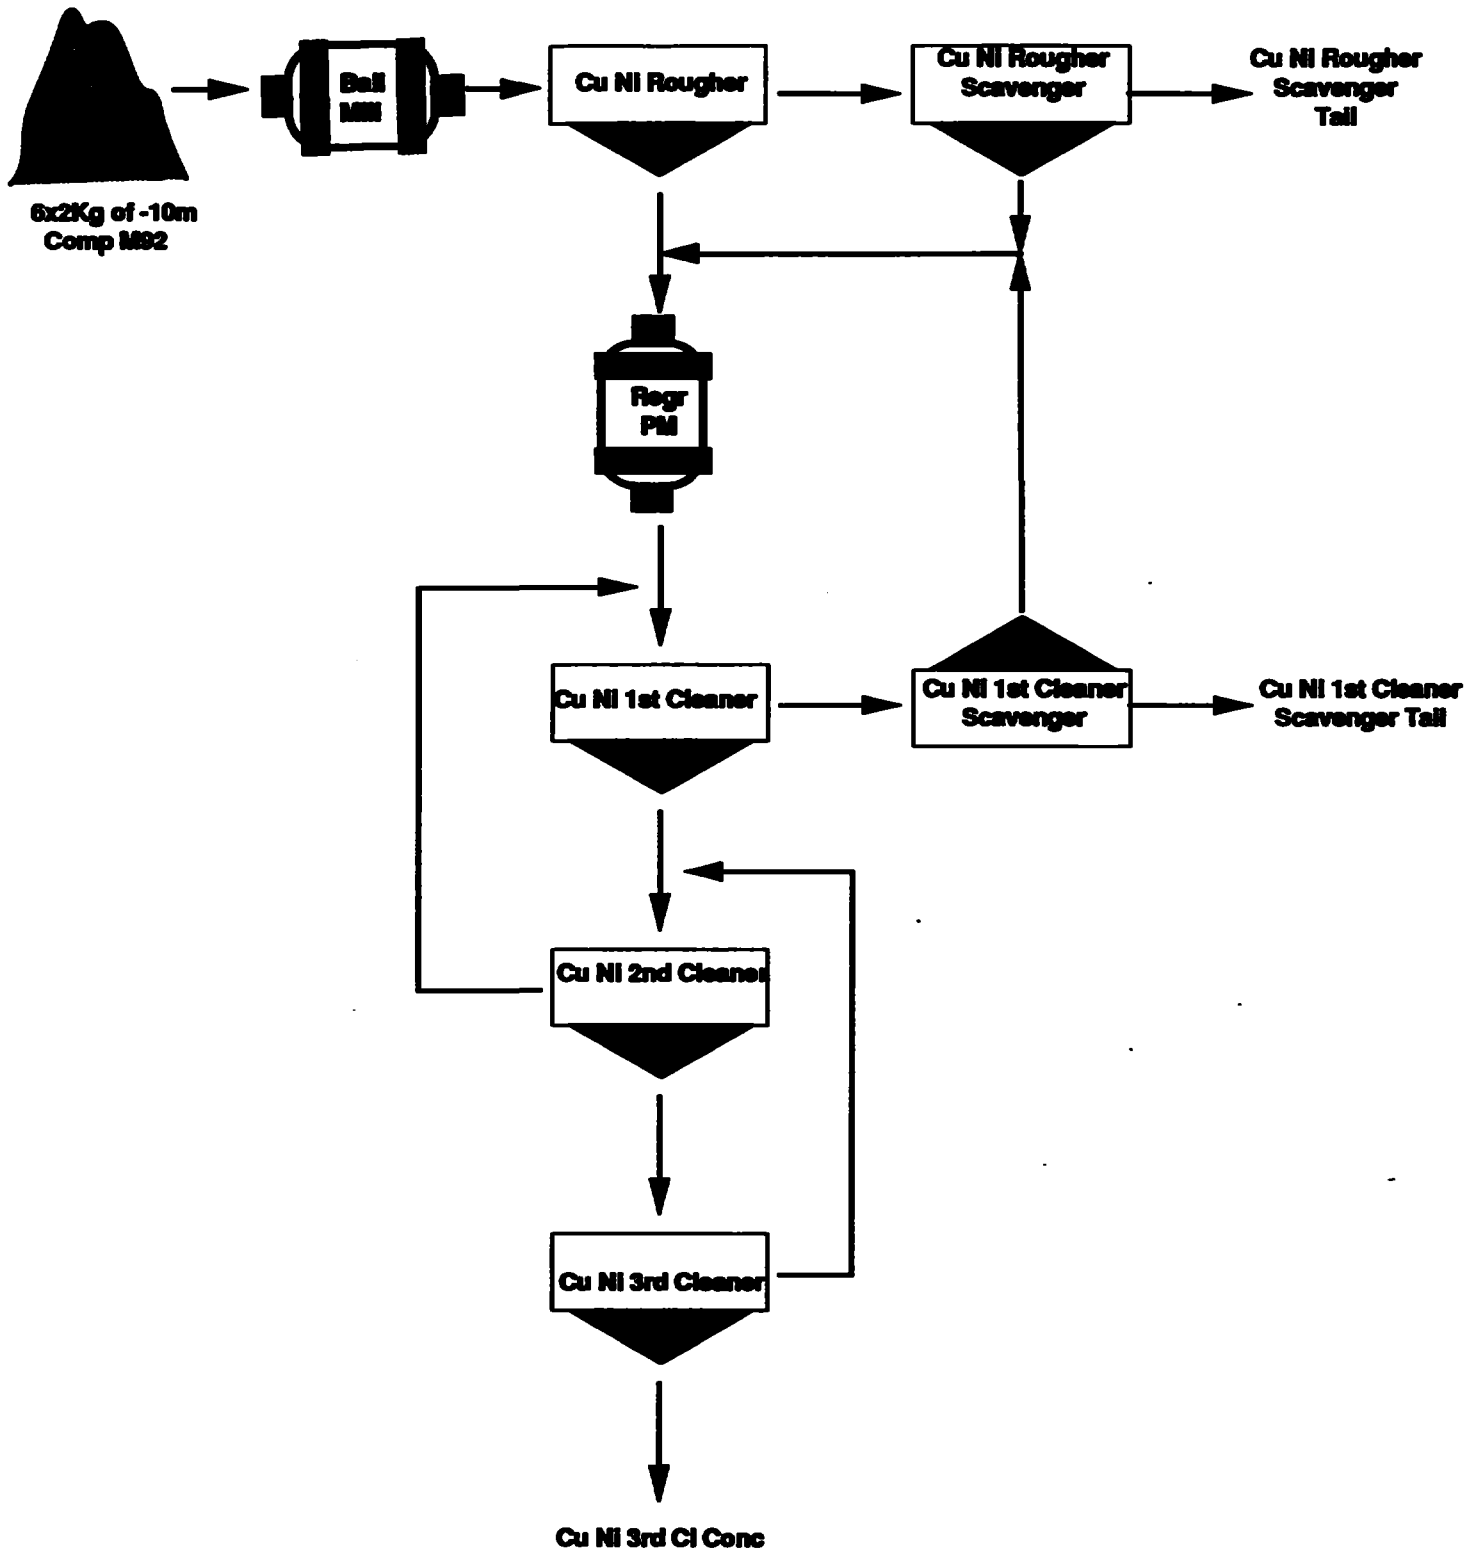 Ball
Mill
Cu Ni Rougher
Cu Ni Rougher
Scavenger
Cu Ni Rougher
Scavenger
Tail
6x2Kg of -10m
Comp M92
Regr
PM
Cu Ni 1st Cleaner
Cu Ni 1st Cleaner
Scavenger
Cu Ni 1st Cleaner
Scavenger Tail
Cu Ni 2nd Cleaner
Cu Ni 3rd Cleaner
Cu Ni 3rd Cl Conc